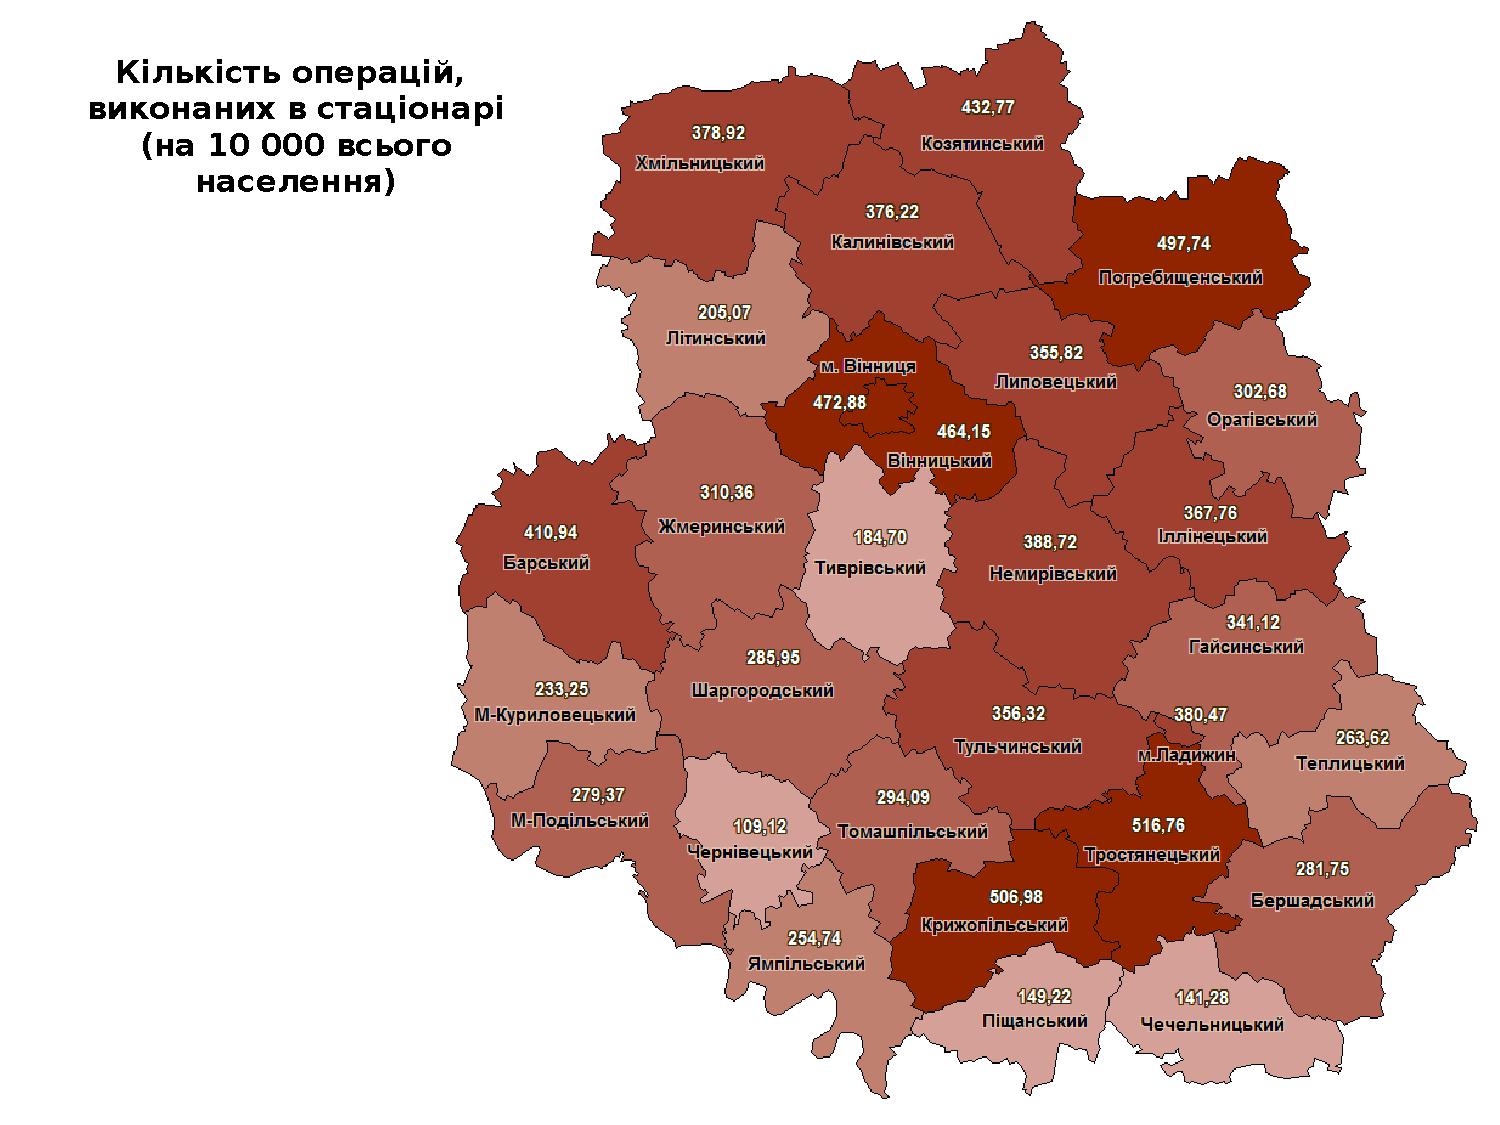 Кількість операцій,
виконаних в стаціонарі
(на 10 000 всього
населення)
432,77
Козятинський
378,92
Хмільницький
376,22
Калинівський
497,74
Погребищенський
205,07
Літинський
355,82
Липовецький
м. Вінниця
472,88
302,68
Оратівський
464,15
Вінницький
310,36
Жмеринський
367,76
Іллінецький
410,94
Барський
184,70
Тиврівський
388,72
Немирівський
341,12
Гайсинський
285,95
Шаргородський
233,25
М-Куриловецький
356,32
Тульчинський
380,47
м.Ладижин
263,62
Теплицький
279,37
М-Подільський
294,09
Томашпільський
109,12
Чернівецький
516,76
Тростянецький
281,75
Бершадський
506,98
Крижопільський
254,74
Ямпільський
149,22
Піщанський
141,28
Чечельницький